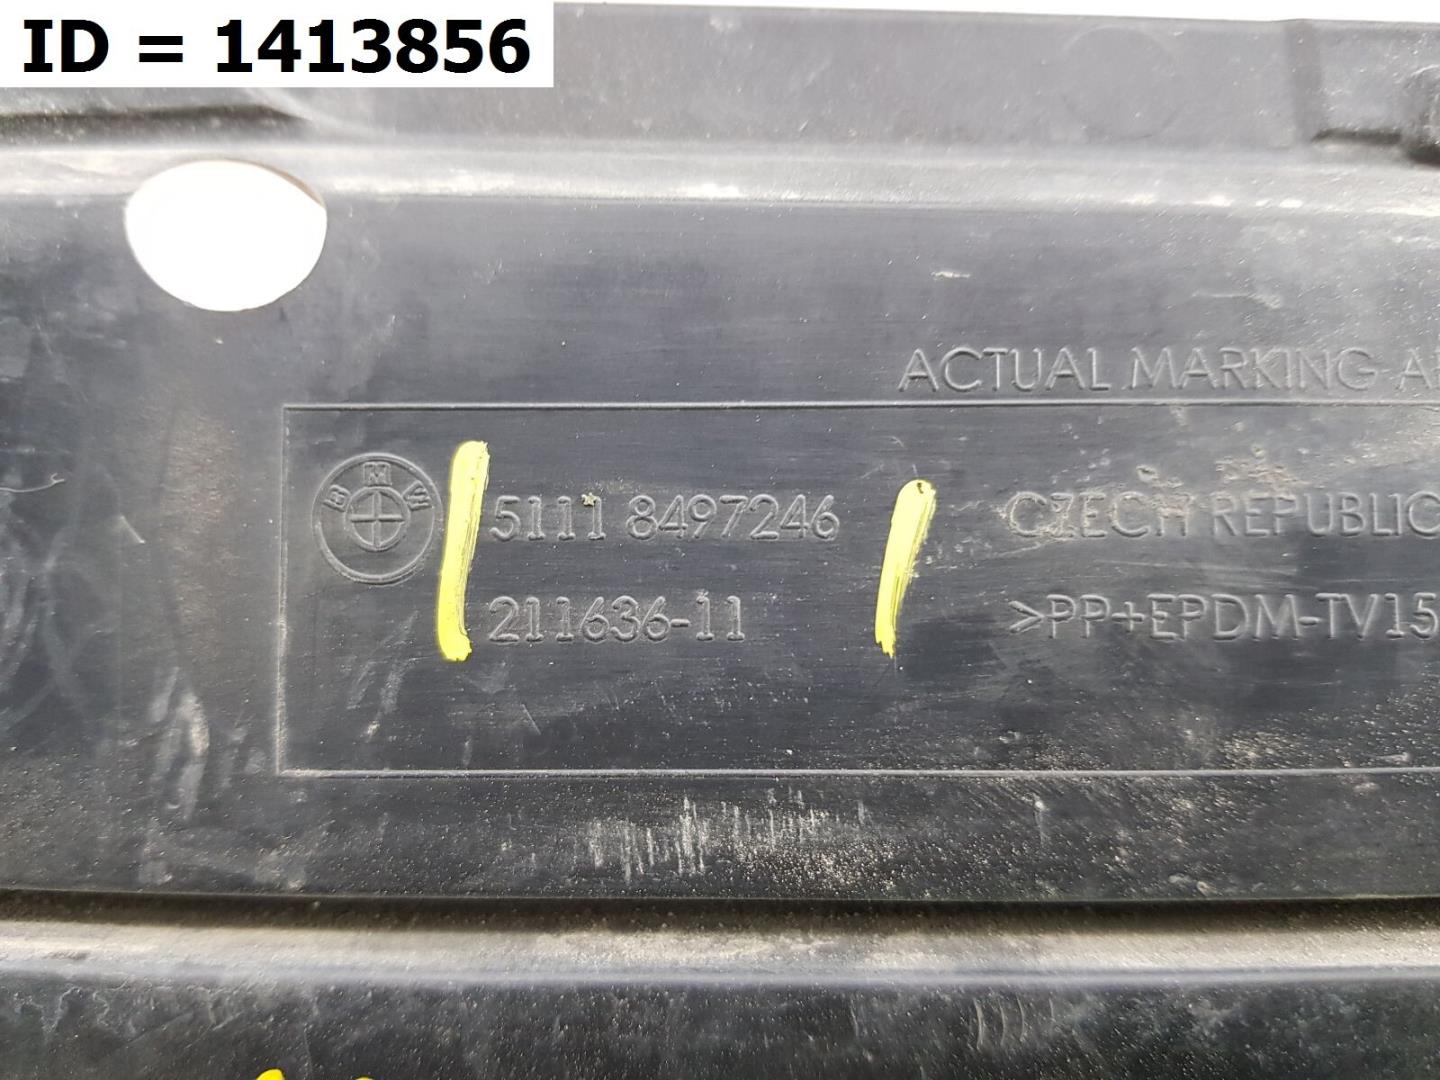 ID = 1413856
ACTUAL MARKING
BMW 5111 8497246 CZECH REPUBLIC
211636-11 >PP+EPDM-TV15